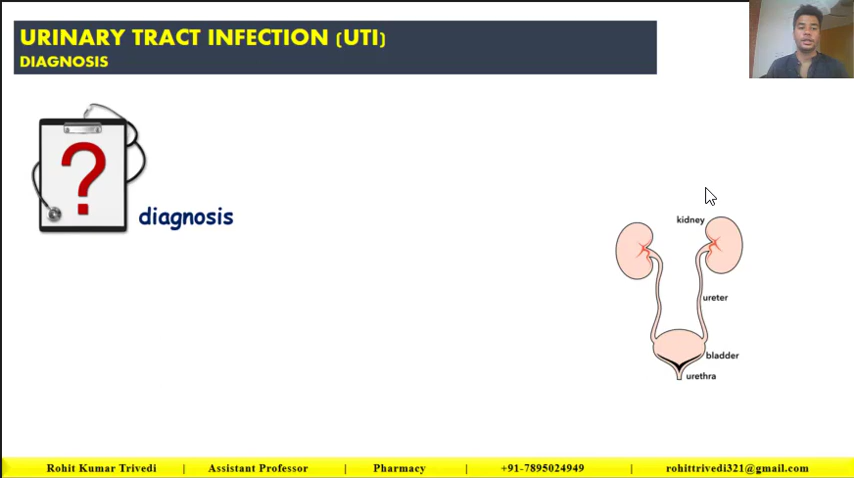 URINARY TRACT INFECTION (UTI)
DIAGNOSIS
?
diagnosis
kidney
ureter
bladder
urethra
Rohit Kumar Trivedi | Assistant Professor | Pharmacy | +91-7895024949 | rohittrivedi321@gmail.com